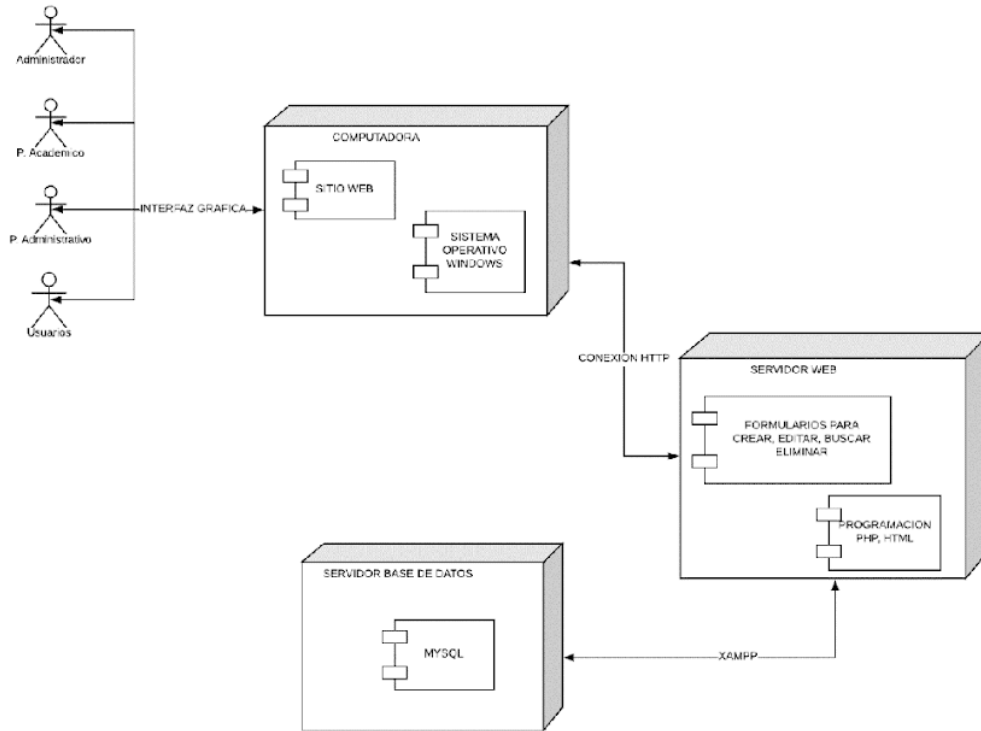 Administrador
P. Academico
P. Administrativo
Usuarios
INTERFAZ GRAFICA
COMPUTADORA
SITIO WEB
SISTEMA
OPERATIVO
WINDOWS
CONEXION HTTP
SERVIDOR WEB
FORMULARIOS PARA
CREAR, EDITAR, BUSCAR
ELIMINAR
PROGRAMACION
PHP, HTML
SERVIDOR BASE DE DATOS
MYSQL
XAMPP